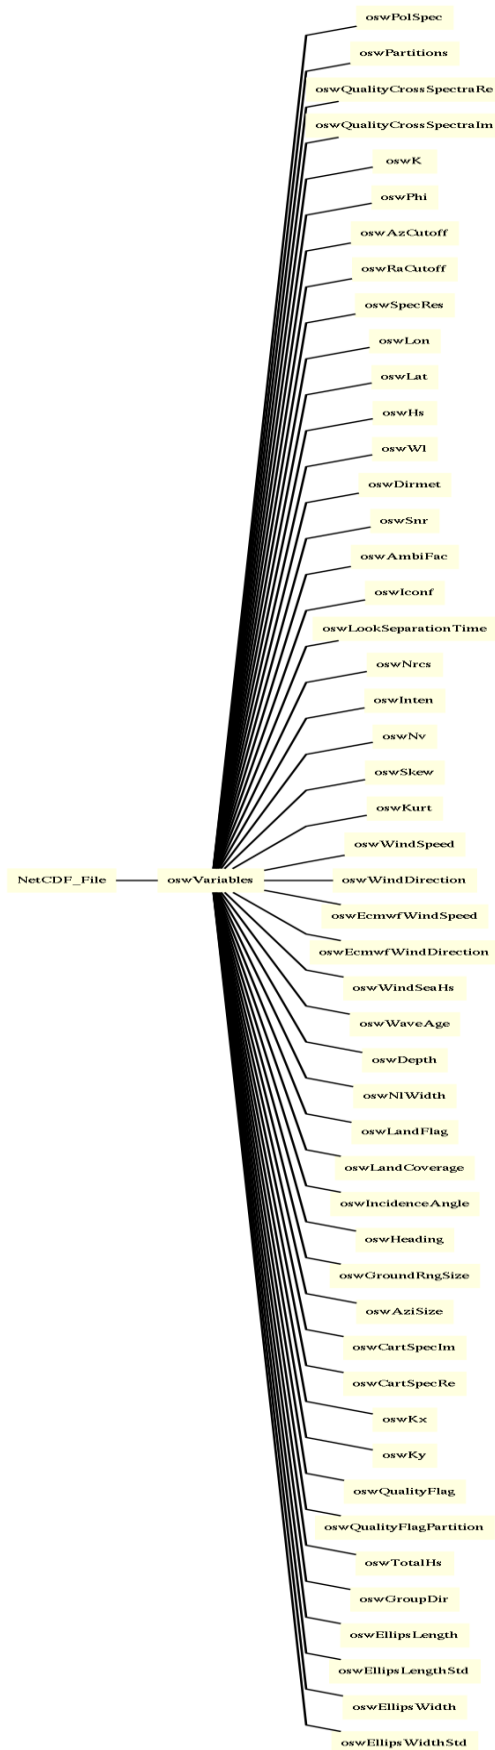 oswPolSpec
oswPartitions
oswQualityCrossSpectraRe
oswQualityCrossSpectraIm
oswK
oswPhi
oswAzCutoff
oswRaCutoff
oswSpecRes
oswLon
oswLat
oswHs
oswWl
oswDirmet
oswSnr
oswAmbiFac
oswIconf
oswLookSeparationTime
oswNrcs
oswInten
oswNv
oswSkew
oswKurt
oswWindSpeed
NetCDF_File oswVariables oswWindDirection
oswEcmwfWindSpeed
oswEcmwfWindDirection
oswWindSeaHs
oswWaveAge
oswDepth
oswNlWidth
oswLandFlag
oswLandCoverage
oswIncidenceAngle
oswHeading
oswGroundRngSize
oswAziSize
oswCartSpecIm
oswCartSpecRe
oswKx
oswKy
oswQualityFlag
oswQualityFlagPartition
oswTotalHs
oswGroupDir
oswEllipsLength
oswEllipsLengthStd
oswEllipsWidth
oswEllipsWidthStd